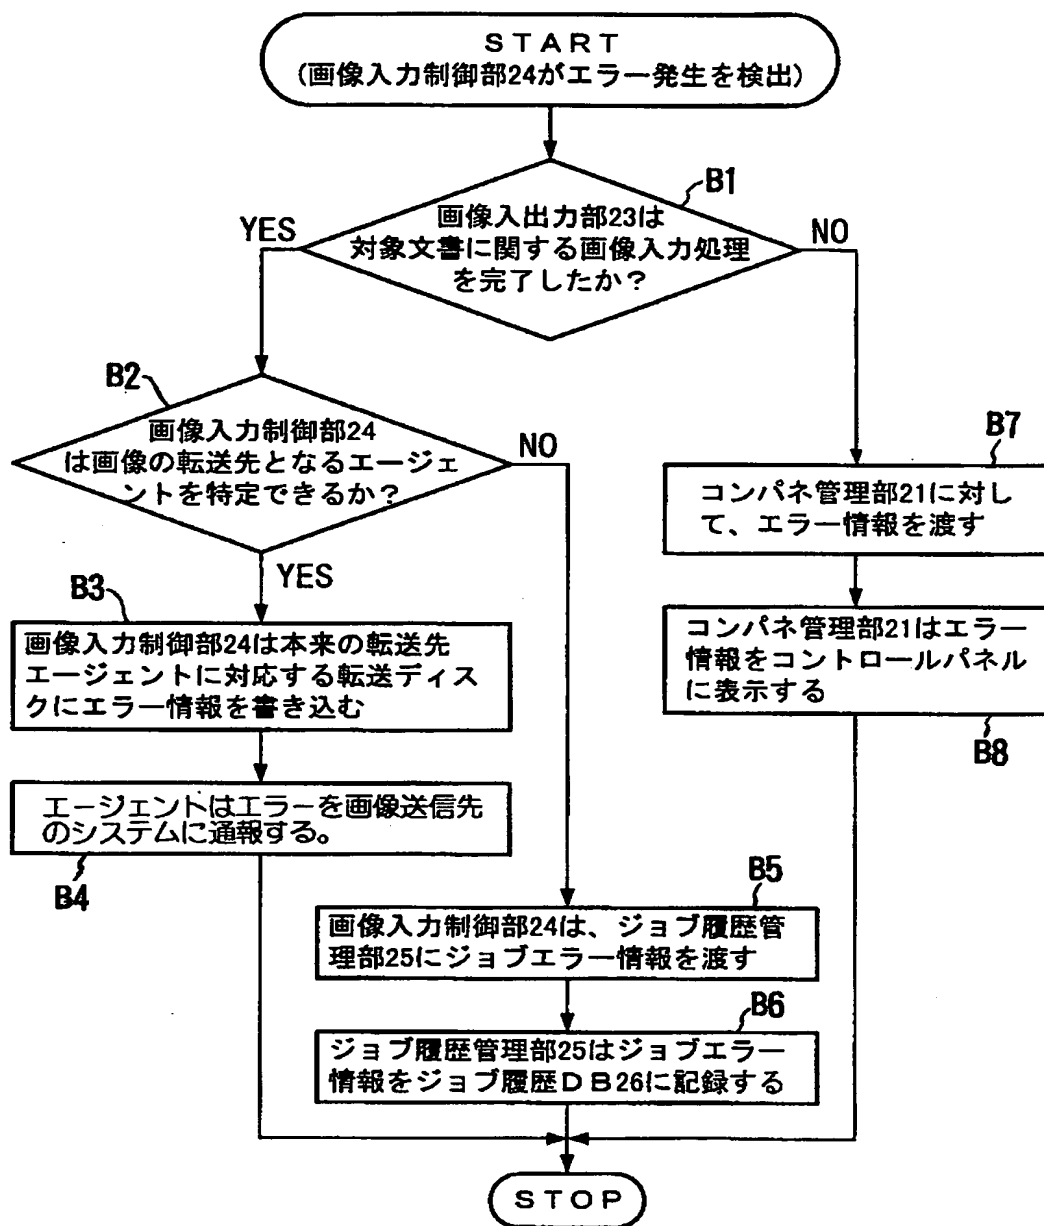 START
(画像入力制御部24がエラー発生を検出)
B1
画像入出力部23は
対象文書に関する画像入力処理
を完了したか？
YES
NO
B2
画像入力制御部24
は画像の転送先となるエージェ
ントを特定できるか？
NO
YES
B7
コンパネ管理部21に対し
て、エラー情報を渡す
B3
画像入力制御部24は本来の転送先
エージェントに対応する転送ディス
クにエラー情報を書き込む
コンパネ管理部21はエラー
情報をコントロールパネル
に表示する
B8
エージェントはエラーを画像送信先
のシステムに通報する。
B4
B5
画像入力制御部24は、ジョブ履歴管
理部25にジョブエラー情報を渡す
B6
ジョブ履歴管理部25はジョブエラー
情報をジョブ履歴ＤＢ26に記録する
STOP